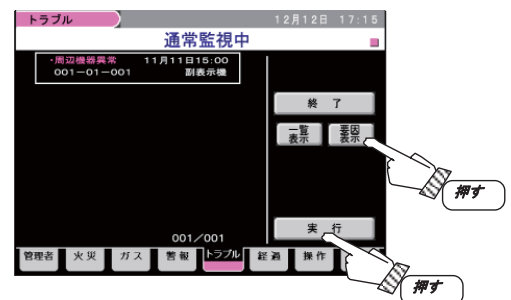 トラブル
12月12日 17:15
通常監視中
・周辺機器異常 11月11日15:00
001-01-001 副表示機
終 了
一覧表示
要因表示
押す
実 行
001/001
管理者 火災 ガス 警報 トラブル 経過 操作
押す